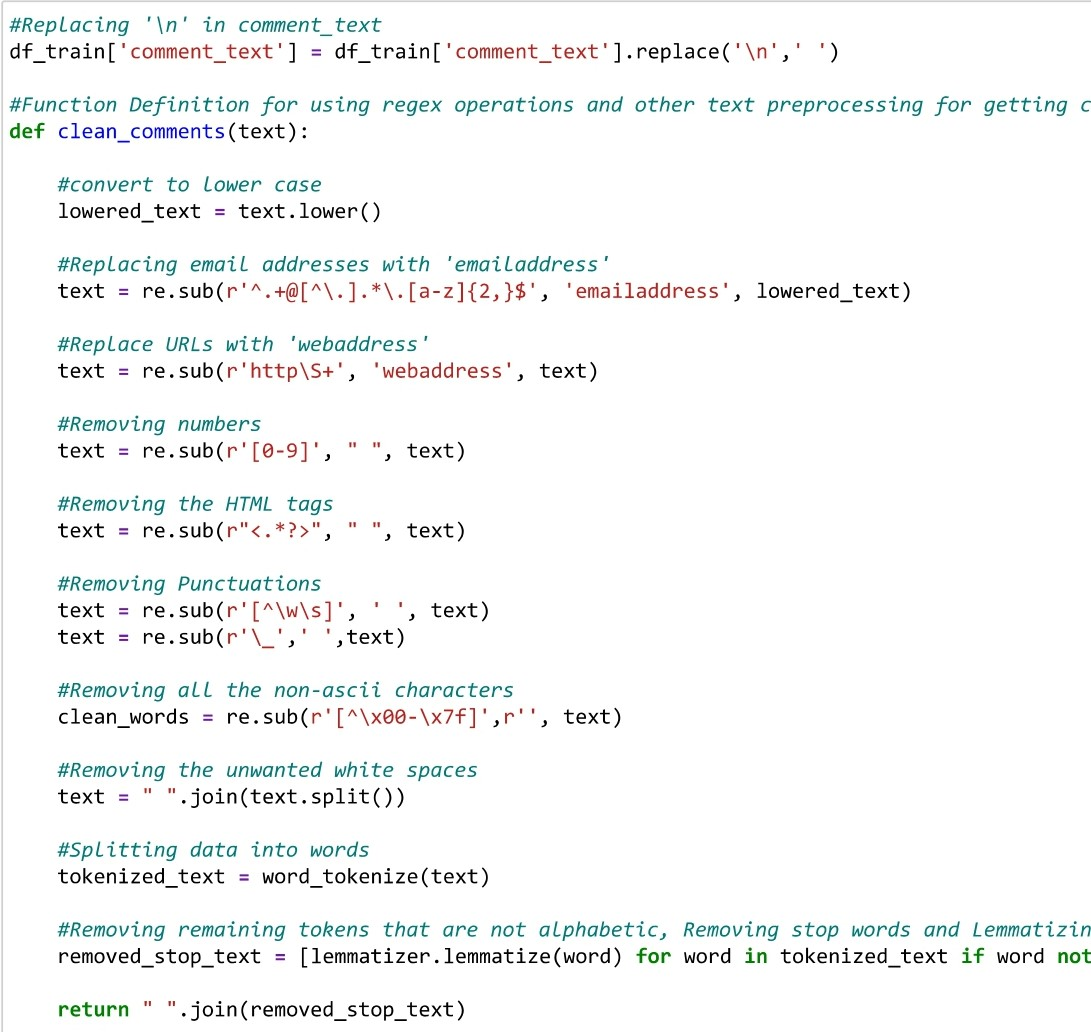 #Replacing '\n' in comment_text
df_train['comment_text'] = df_train['comment_text'].replace('\n',' ')

#Function Definition for using regex operations and other text preprocessing for getting c
def clean_comments(text):

    #convert to lower case
    lowered_text = text.lower()

    #Replacing email addresses with 'emailaddress'
    text = re.sub(r'^.+@[^\.].*\.[a-z]{2,}$', 'emailaddress', lowered_text)

    #Replace URLs with 'webaddress'
    text = re.sub(r'http\S+', 'webaddress', text)

    #Removing numbers
    text = re.sub(r'[0-9]', " ", text)

    #Removing the HTML tags
    text = re.sub(r"<.*?>", " ", text)

    #Removing Punctuations
    text = re.sub(r'[^\w\s]', ' ', text)
    text = re.sub(r'\_',' ',text)

    #Removing all the non-ascii characters
    clean_words = re.sub(r'[^\x00-\x7f]',r'', text)

    #Removing the unwanted white spaces
    text = " ".join(text.split())

    #Splitting data into words
    tokenized_text = word_tokenize(text)

    #Removing remaining tokens that are not alphabetic, Removing stop words and Lemmatizin
    removed_stop_text = [lemmatizer.lemmatize(word) for word in tokenized_text if word not

    return " ".join(removed_stop_text)